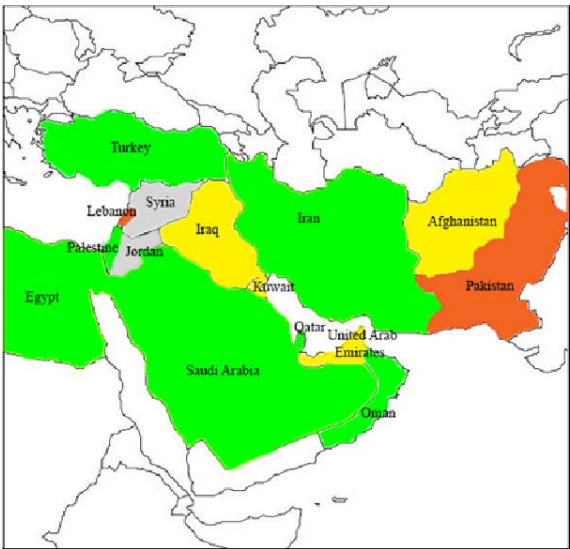 Turkey
Lebanon
Syria
Iraq
Iran
Afghanistan
Palestine
Jordan
Kuwait
Pakistan
Egypt
Qatar
United Arab
Emirates
Saudi Arabia
Oman